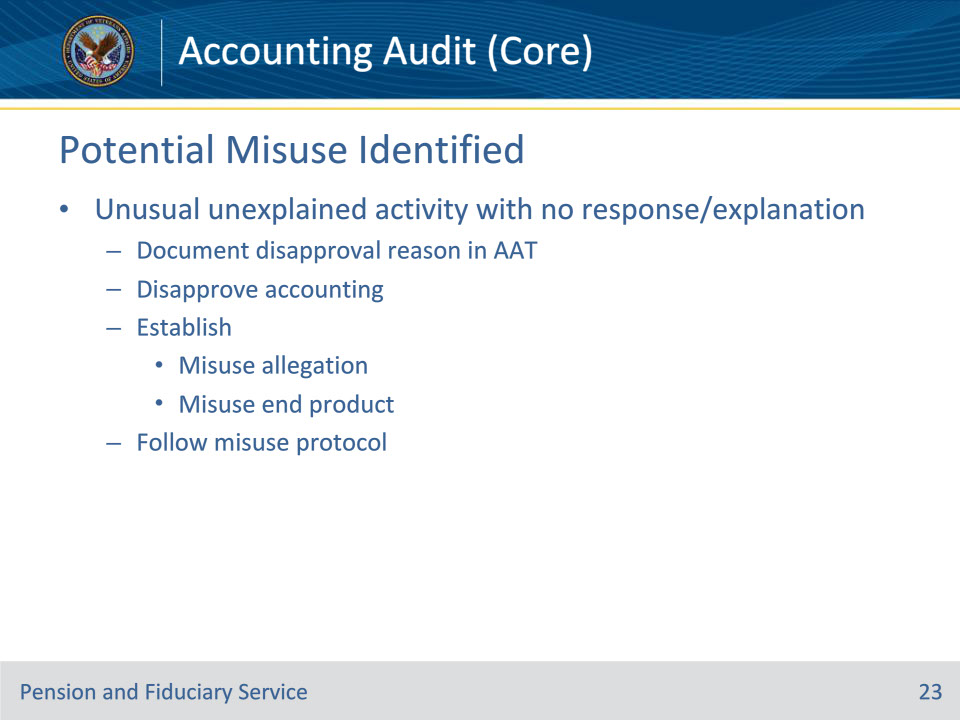 Accounting Audit (Core)
Potential Misuse Identified
• Unusual unexplained activity with no response/explanation
– Document disapproval reason in AAT
– Disapprove accounting
– Establish
• Misuse allegation
• Misuse end product
– Follow misuse protocol
Pension and Fiduciary Service
23